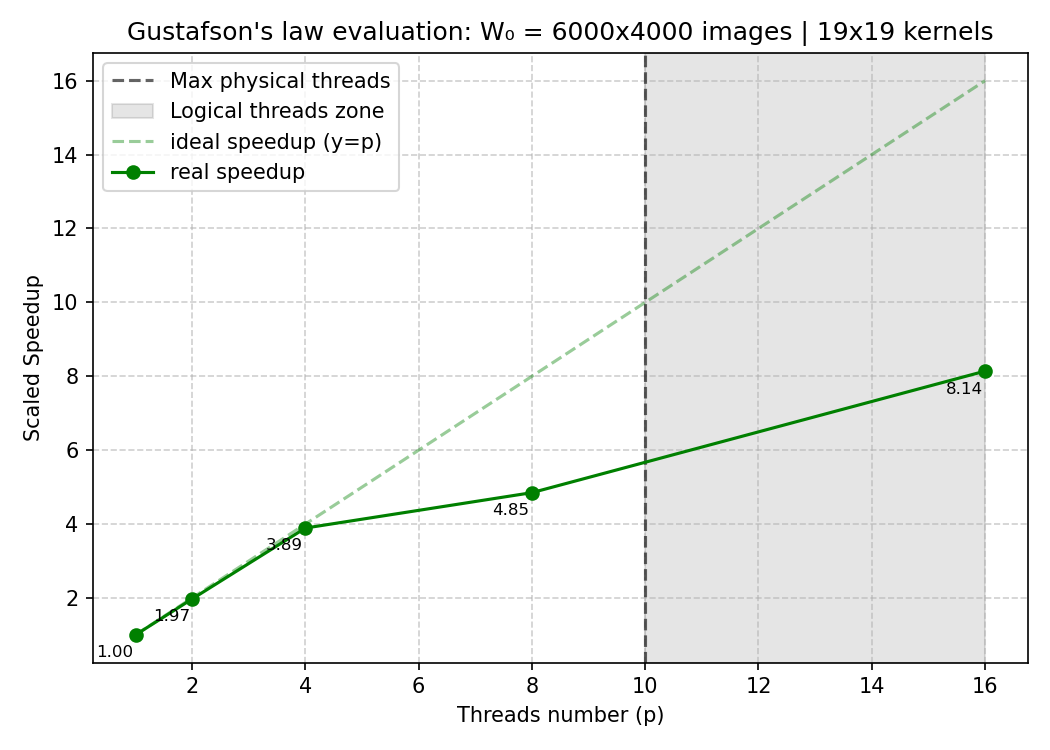 Gustafson's law evaluation: W₀ = 6000x4000 images | 19x19 kernels
Max physical threads
Logical threads zone
ideal speedup (y=p)
real speedup
Scaled Speedup
16
14
12
10
8
6
4
2
1.00
1.97
3.89
4.85
8.14
2 4 6 8 10 12 14 16
Threads number (p)